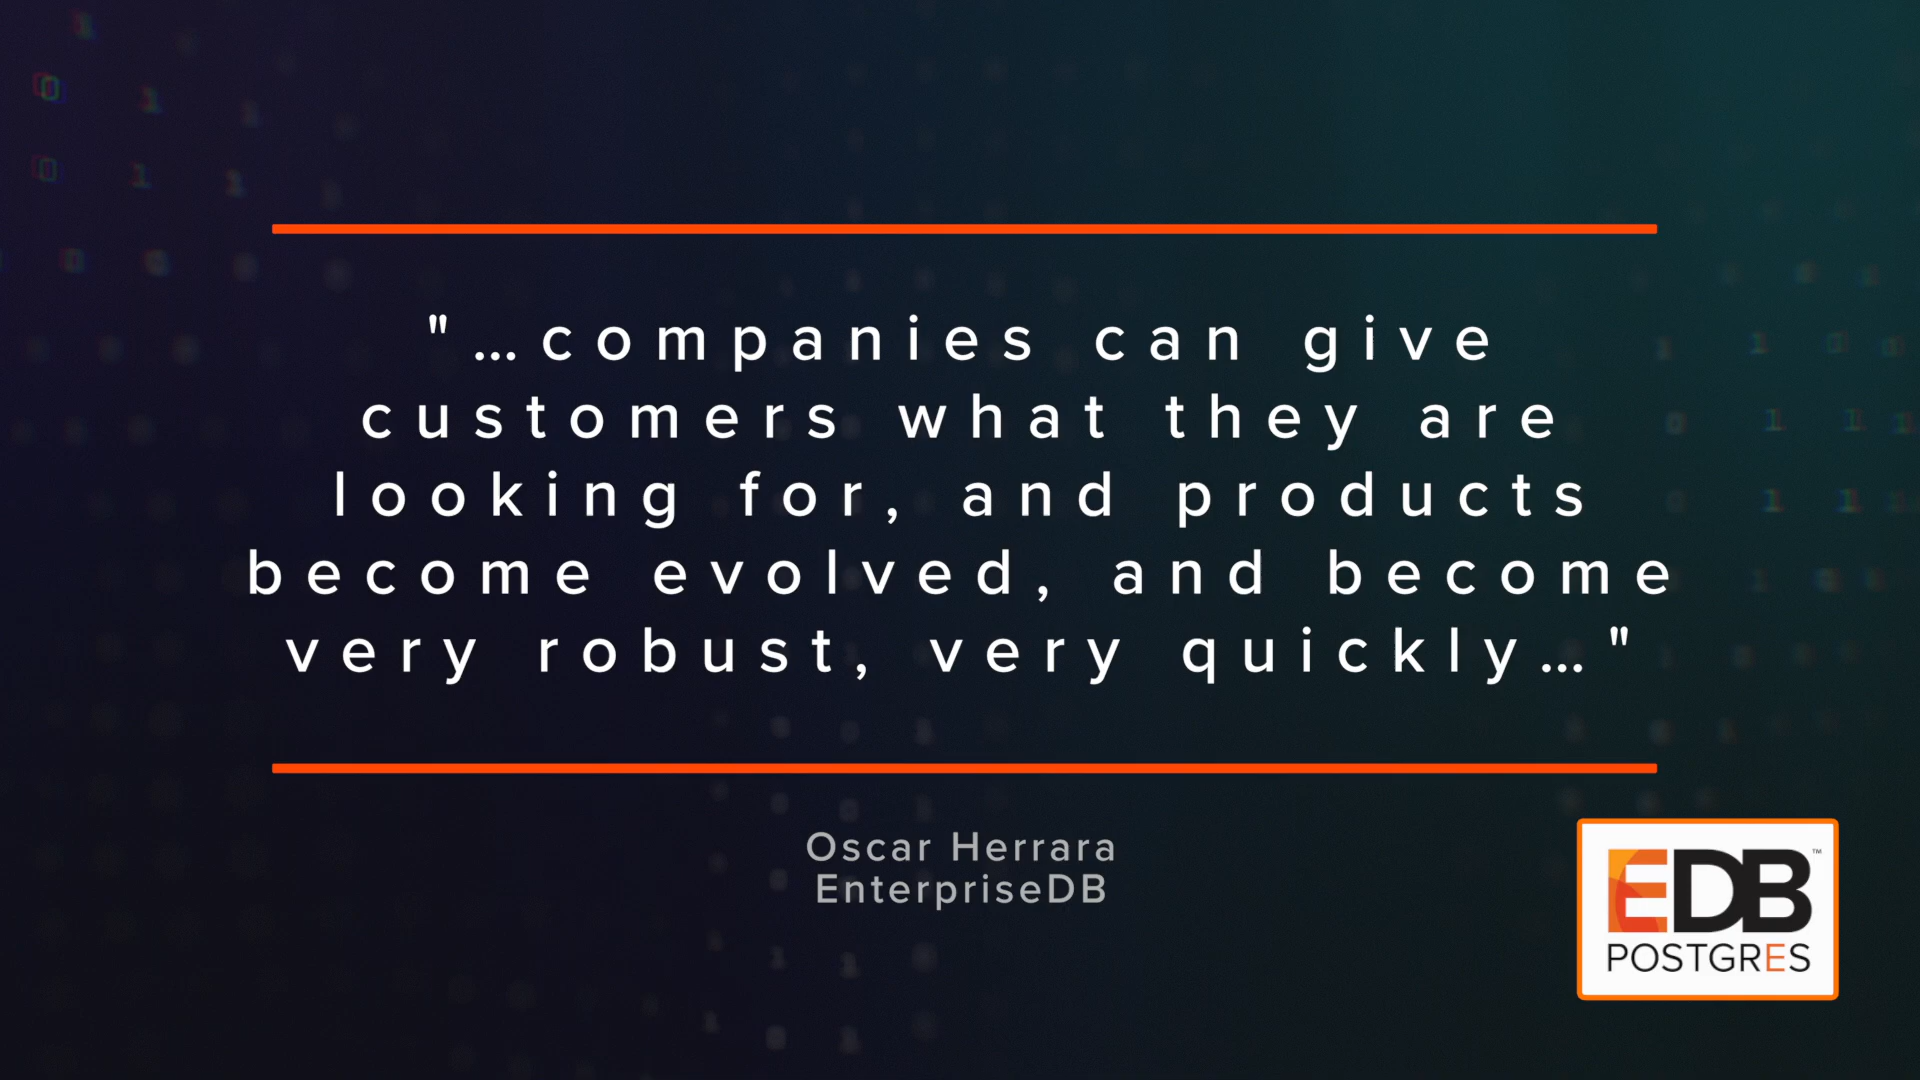 "...companies can give
customers what they are
looking for, and products
become evolved, and become
very robust, very quickly..."
Oscar Herrara
EnterpriseDB
EDB™
POSTGRES